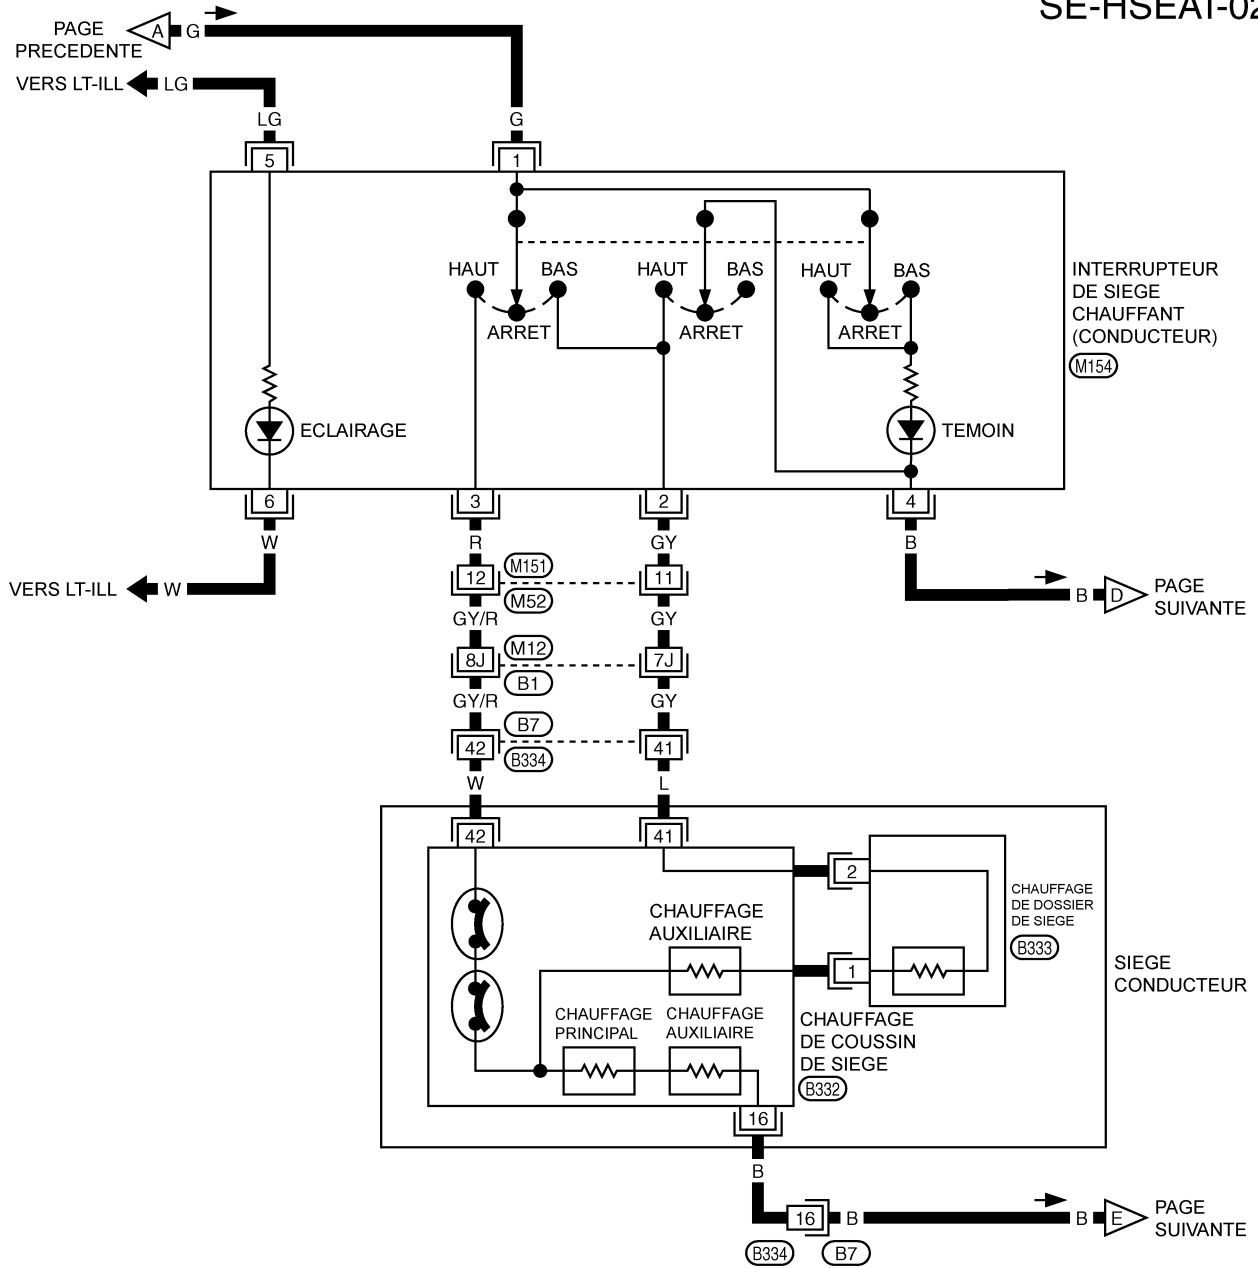 SE-HSEAT-02
PAGE
PRECEDENTE
A
G
VERS LT-ILL
LG
LG
G
5
1
HAUT
BAS
HAUT
BAS
HAUT
BAS
ARRET
ARRET
ARRET
INTERRUPTEUR
DE SIEGE
CHAUFFANT
(CONDUCTEUR)
M154
ECLAIRAGE
TEMOIN
6
3
2
4
W
R
GY
B
VERS LT-ILL
W
12
M151
11
M52
B
D
PAGE
SUIVANTE
GY/R
GY
8J
M12
7J
B1
GY/R
GY
42
B7
41
B334
W
L
42
41
2
CHAUFFAGE
DE DOSSIER
DE SIEGE
B333
CHAUFFAGE
AUXILIAIRE
1
SIEGE
CONDUCTEUR
CHAUFFAGE
PRINCIPAL
CHAUFFAGE
AUXILIAIRE
CHAUFFAGE
DE COUSSIN
DE SIEGE
B332
16
B
16
B
B
E
PAGE
SUIVANTE
B334
B7